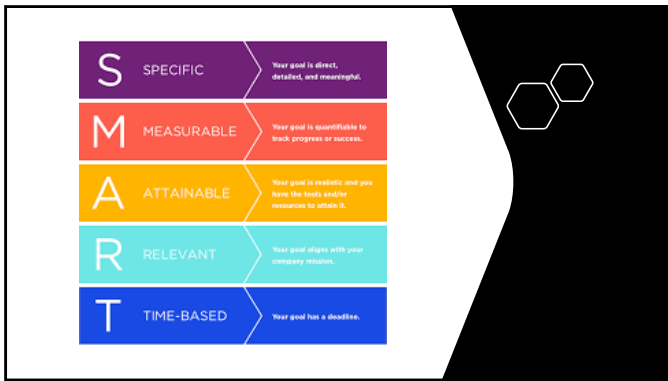 S SPECIFIC
Your goal is direct,
detailed, and meaningful.
M MEASURABLE
Your goal is quantifiable to
track progress or success.
A ATTAINABLE
Your goal is realistic and you
have the tools and/or
resources to attain it.
R RELEVANT
Your goal aligns with your
company mission.
T TIME-BASED
Your goal has a deadline.